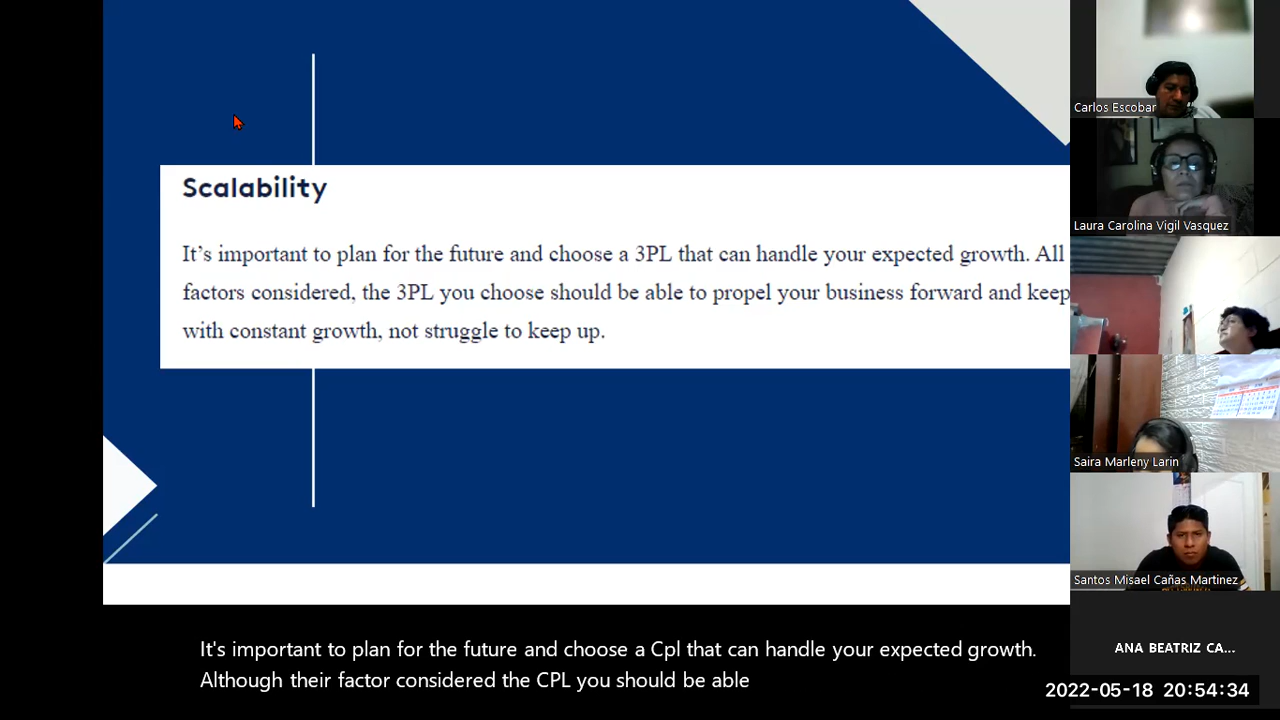 Scalability
It’s important to plan for the future and choose a 3PL that can handle your expected growth. All
factors considered, the 3PL you choose should be able to propel your business forward and keep
with constant growth, not struggle to keep up.
It's important to plan for the future and choose a Cpl that can handle your expected growth.
Although their factor considered the CPL you should be able
Carlos Escobar
Laura Carolina Vigil Vasquez
Saira Marleny Larin
Santos Misael Cañas Martinez
ANA BEATRIZ CA...
2022-05-18 20:54:34